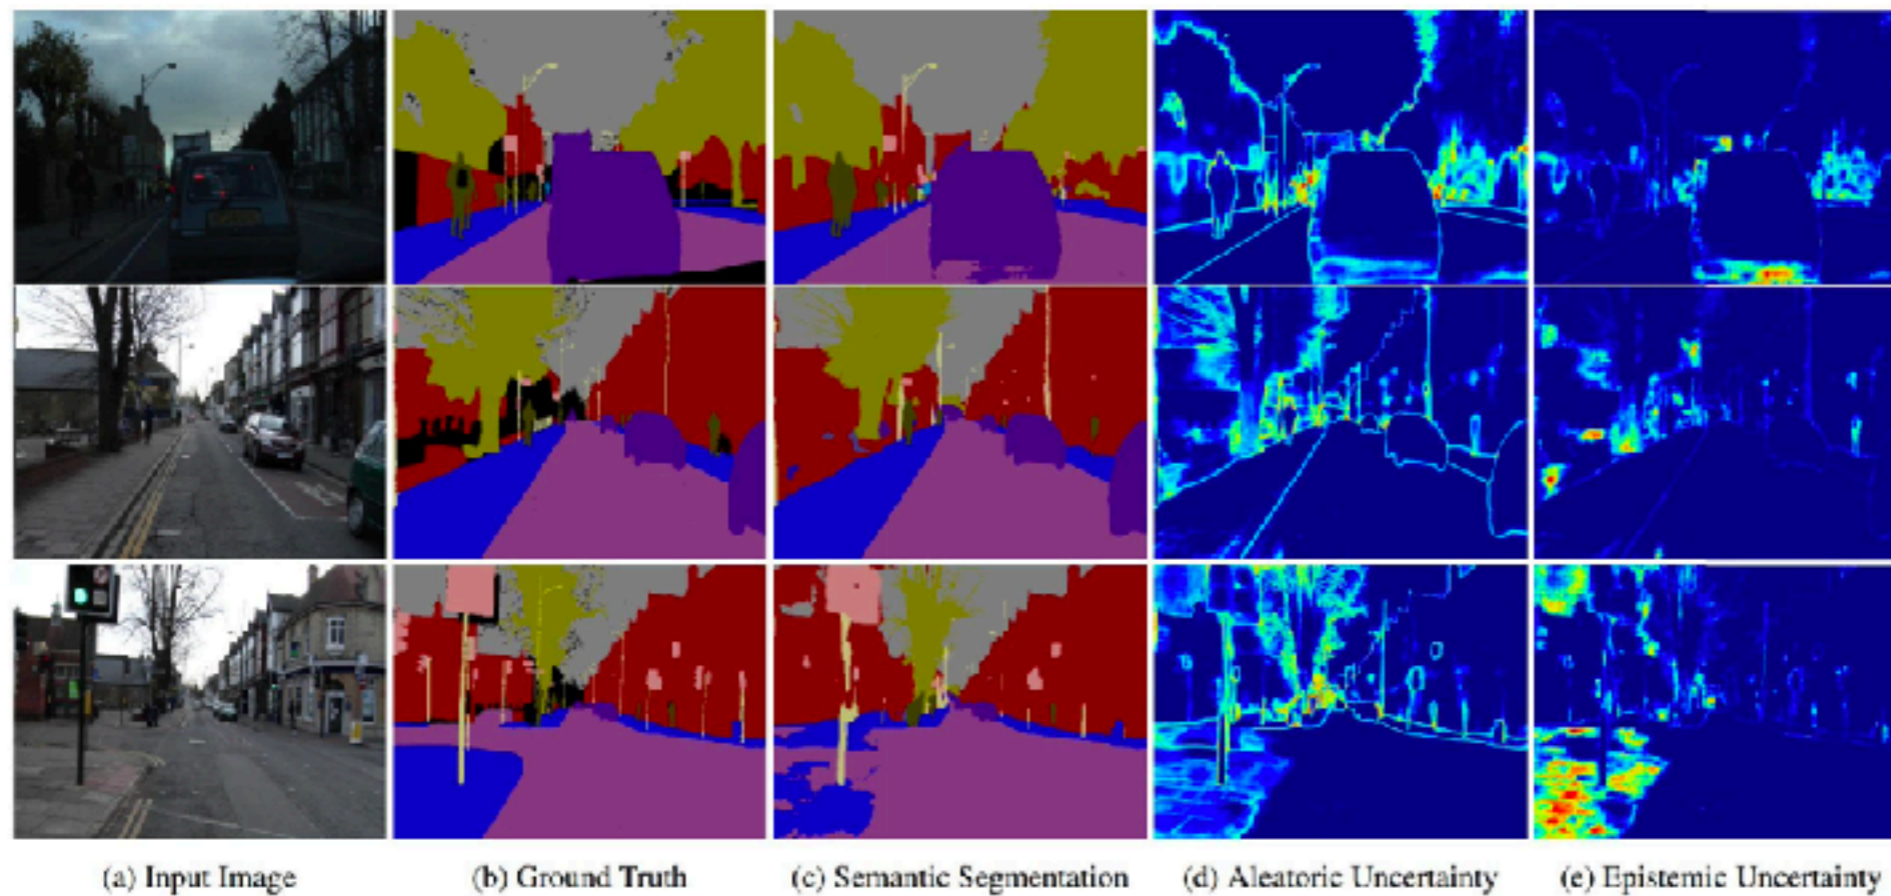 (a) Input Image
(b) Ground Truth
(c) Semantic Segmentation
(d) Aleatoric Uncertainty
(e) Epistemic Uncertainty